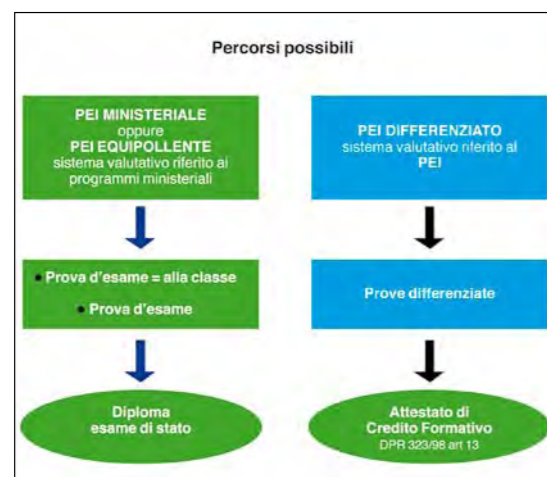 Percorsi possibili
PEI MINISTERIALE
oppure
PEI EQUIPOLLENTE
sistema valutativo riferito ai
programmi ministeriali
PEI DIFFERENZIATO
sistema valutativo riferito al
PEI
● Prova d'esame = alla classe
● Prova d'esame
Prove differenziate
Diploma
esame di stato
Attestato di
Credito Formativo
DPR 323/98 art 13